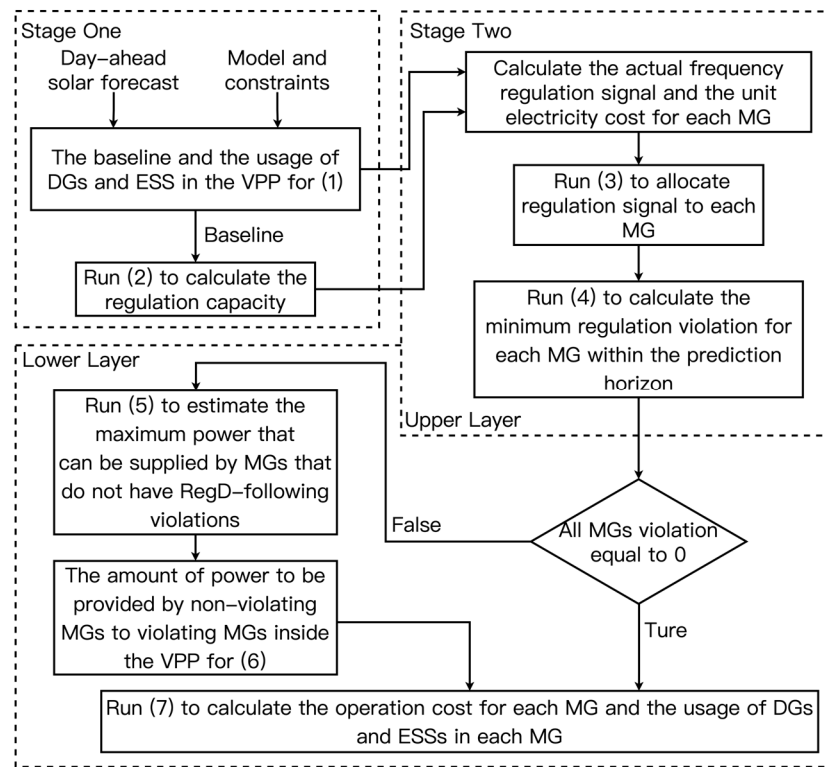 Stage One
Day-ahead
solar forecast
Model and
constraints
The baseline and the usage of
DGs and ESS in the VPP for (1)
Baseline
Run (2) to calculate the
regulation capacity
Stage Two
Calculate the actual frequency
regulation signal and the unit
electricity cost for each MG
Run (3) to allocate
regulation signal to each
MG
Run (4) to calculate the
minimum regulation violation for
each MG within the prediction
horizon
Upper Layer
All MGs violation
equal to 0
False
Ture
Lower Layer
Run (5) to estimate the
maximum power that
can be supplied by MGs that
do not have RegD-following
violations
The amount of power to be
provided by non-violating
MGs to violating MGs inside
the VPP for (6)
Run (7) to calculate the operation cost for each MG and the usage of DGs
and ESSs in each MG